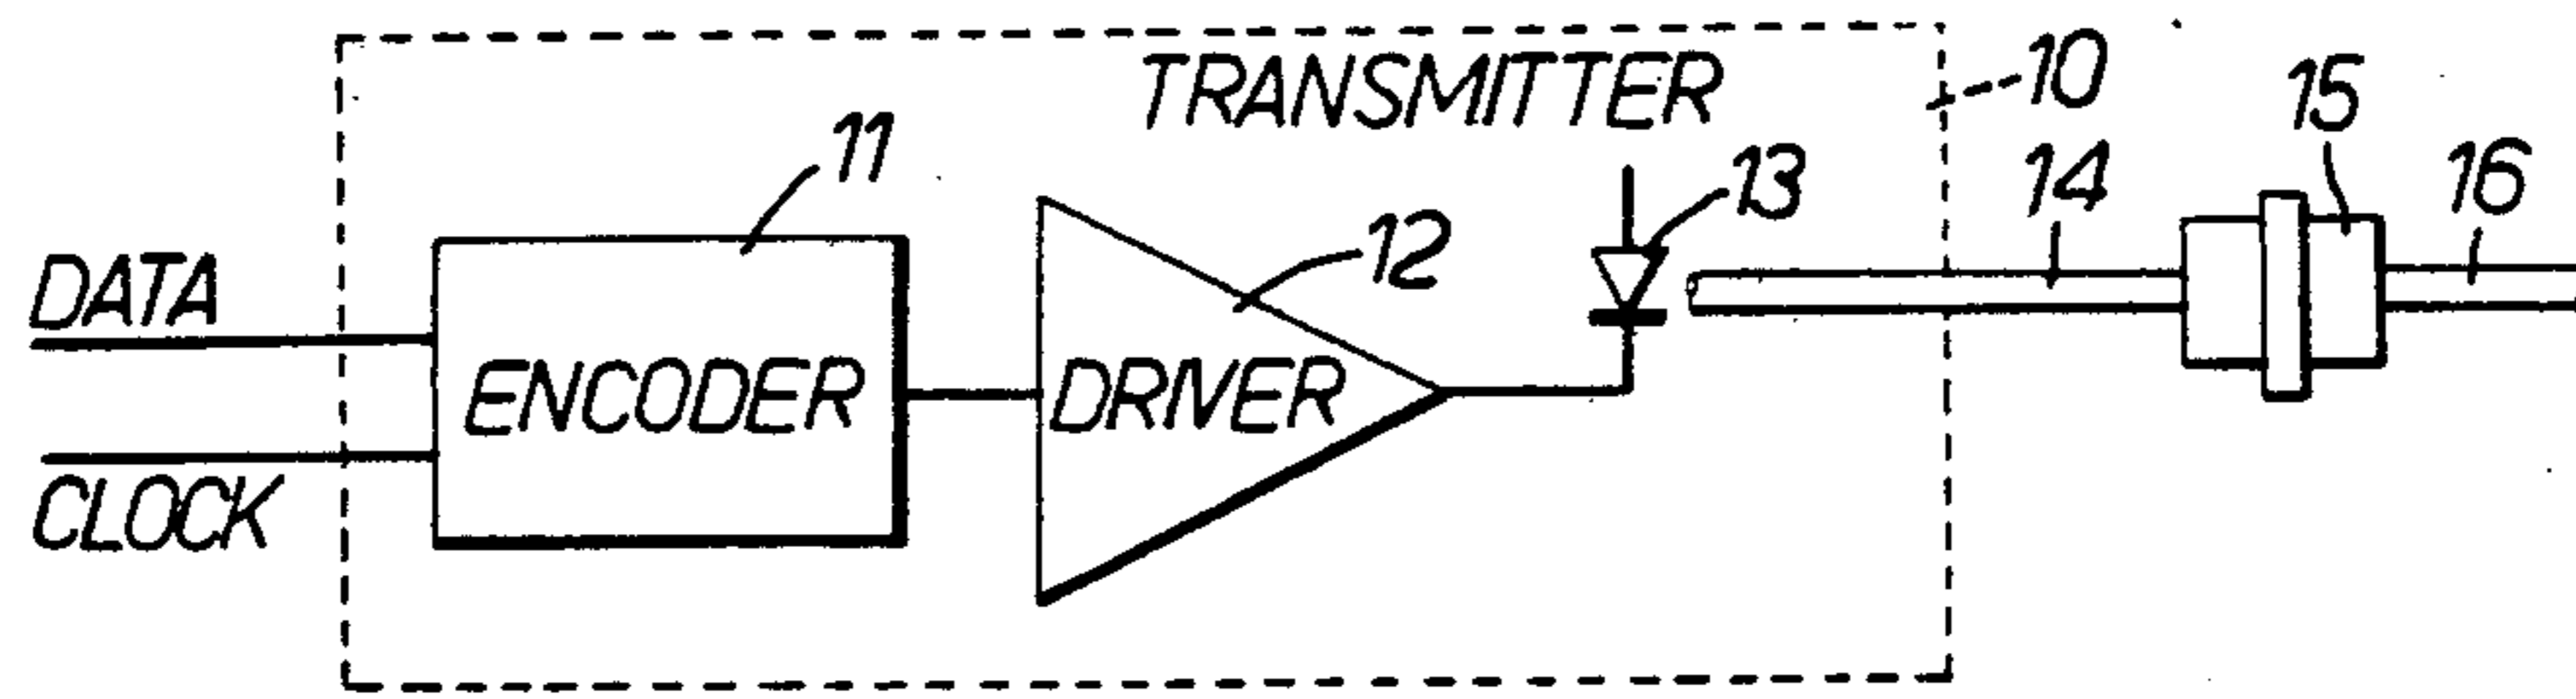 TRANSMITTER
10
15
11
13
14
16
12
DATA
ENCODER
DRIVER
CLOCK